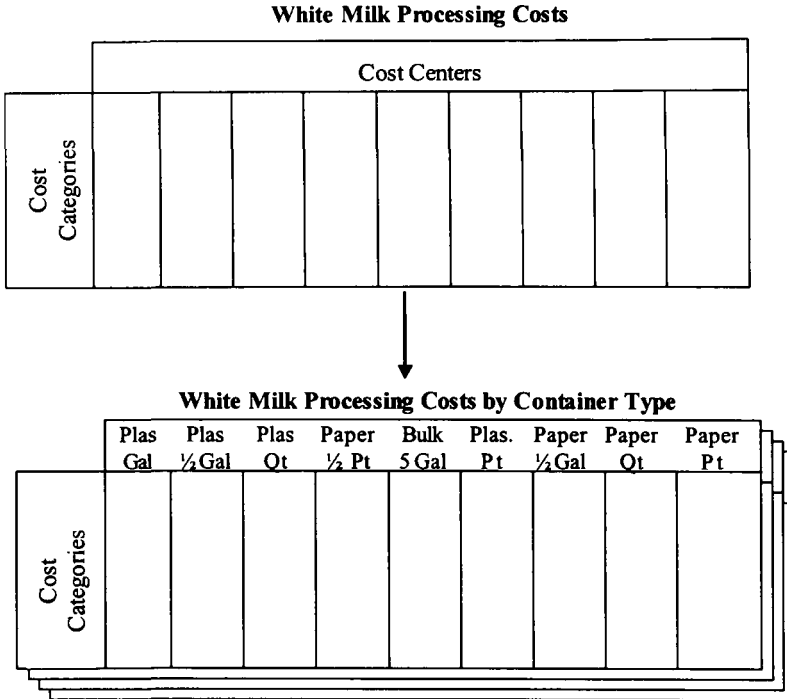 White Milk Processing Costs
Cost Centers
Cost
Categories
White Milk Processing Costs by Container Type
Plas Plas Plas Paper Bulk Plas. Paper Paper Paper
Gal ½ Gal Qt ½ Pt 5 Gal Pt ½ Gal Qt Pt
Cost
Categories